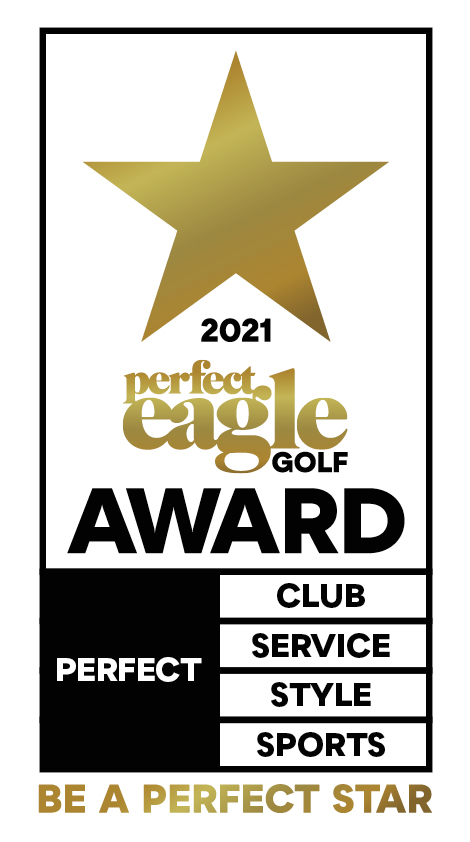 2021
perfect
eagle
GOLF
AWARD
PERFECT
CLUB
SERVICE
STYLE
SPORTS
BE A PERFECT STAR